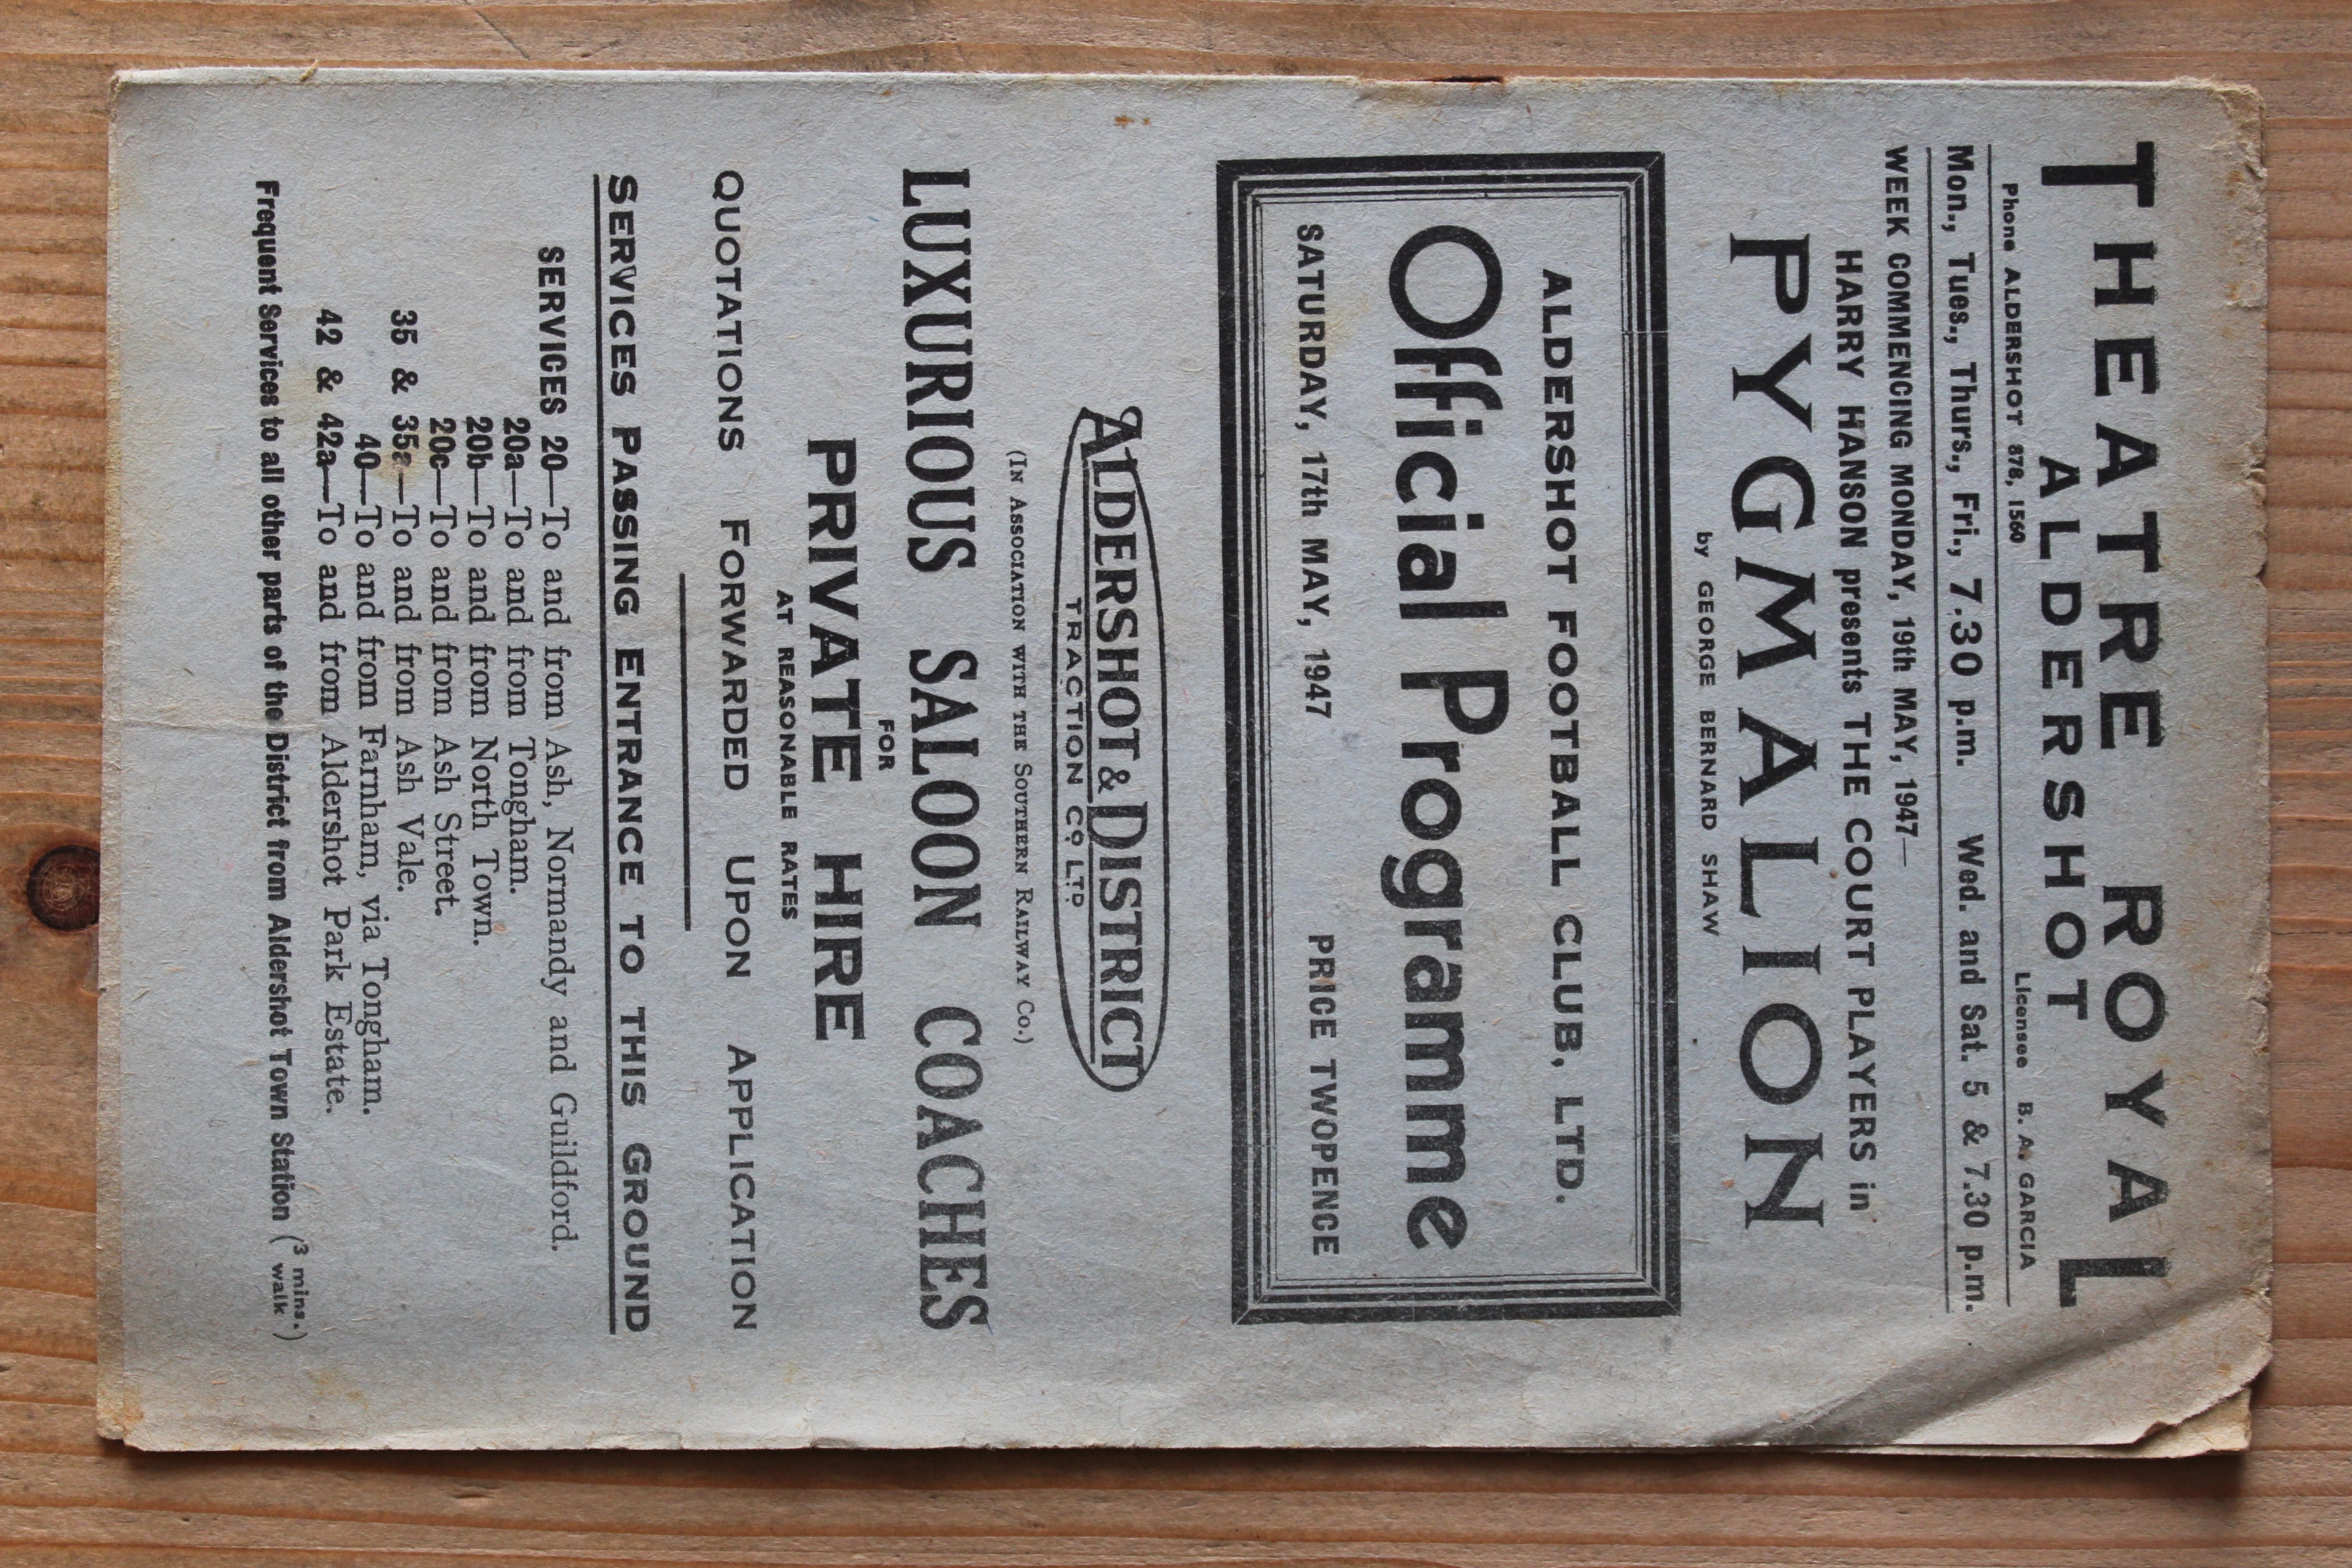 THEATRE ROYAL
ALDERSHOT
Phone ALDERSHOT 878, 1560 Licensee B. A. GARCIA
Mon., Tues., Thurs., Fri., 7.30 p.m. Wed. and Sat. 5 & 7.30 p.m.
WEEK COMMENCING MONDAY, 19th MAY, 1947—
HARRY HANSON presents THE COURT PLAYERS in
PYGMALION
by GEORGE BERNARD SHAW
ALDERSHOT FOOTBALL CLUB, LTD.
Official Programme
SATURDAY, 17th MAY, 1947 PRICE TWOPENCE
ALDERSHOT & DISTRICT
TRACTION CO LTD
(In Association with the Southern Railway Co.)
LUXURIOUS SALOON COACHES
FOR
PRIVATE HIRE
AT REASONABLE RATES
Quotations Forwarded Upon Application
Services Passing Entrance to this Ground
SERVICES 20—To and from Ash, Normandy and Guildford.
20a—To and from Tongham.
20b—To and from North Town.
20c—To and from Ash Street.
35 & 35a—To and from Ash Vale.
40—To and from Farnham, via Tongham.
42 & 42a—To and from Aldershot Park Estate.
Frequent Services to all other parts of the District from Aldershot Town Station (3 mins. walk)